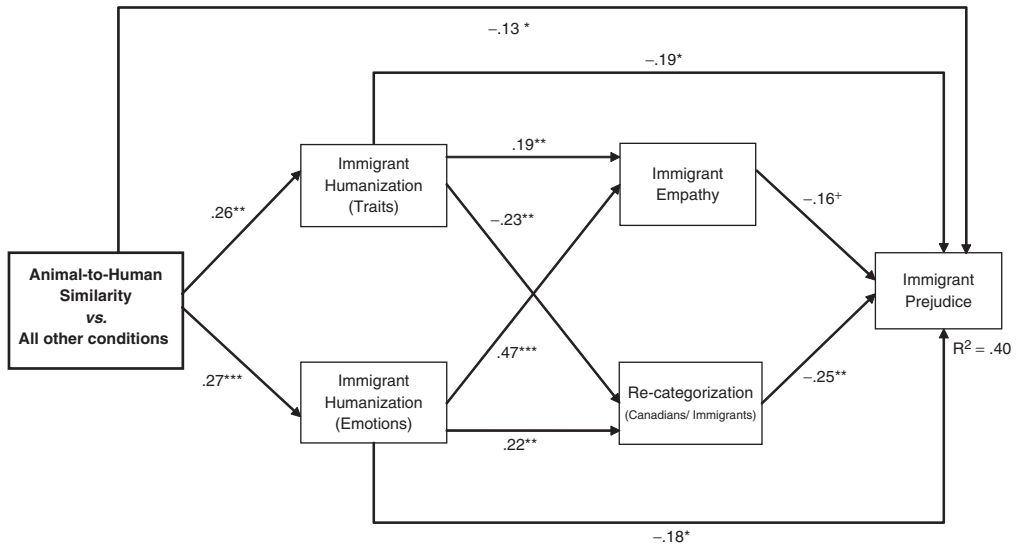 −.13 *
−.19*
Immigrant
Humanization
(Traits)
.19**
Immigrant
Empathy
−.16+
.26**
−.23**
Animal-to-Human
Similarity
vs.
All other conditions
Immigrant
Prejudice
R2 = .40
.27***
.47***
Immigrant
Humanization
(Emotions)
Re-categorization
(Canadians/ Immigrants)
−.25**
.22**
−.18*